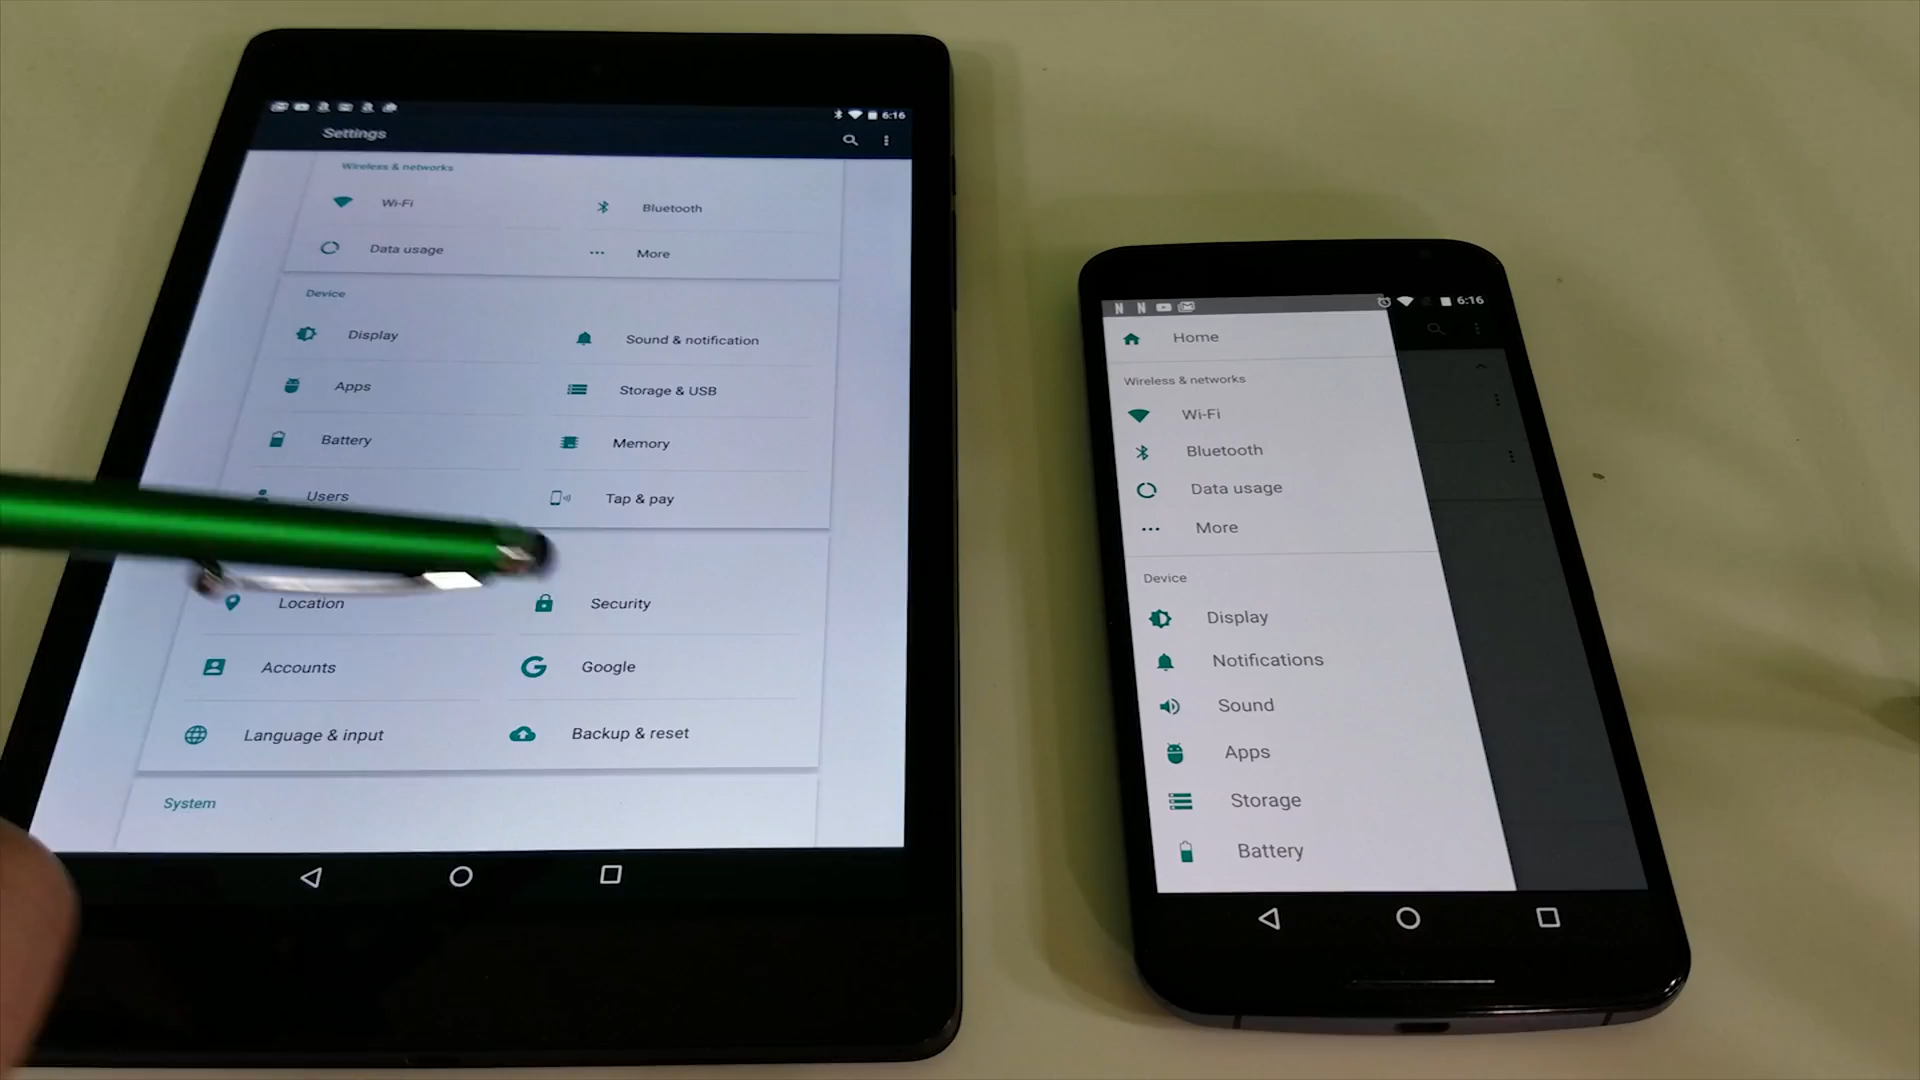 6:16
Settings
Wireless & networks
Wi-Fi
Bluetooth
Data usage
More
Device
Display
Sound & notification
Apps
Storage & USB
Battery
Memory
Users
Tap & pay
Location
Security
Accounts
Google
Language & input
Backup & reset
System
N N
6:16
Home
Wireless & networks
Wi-Fi
Bluetooth
Data usage
More
Device
Display
Notifications
Sound
Apps
Storage
Battery